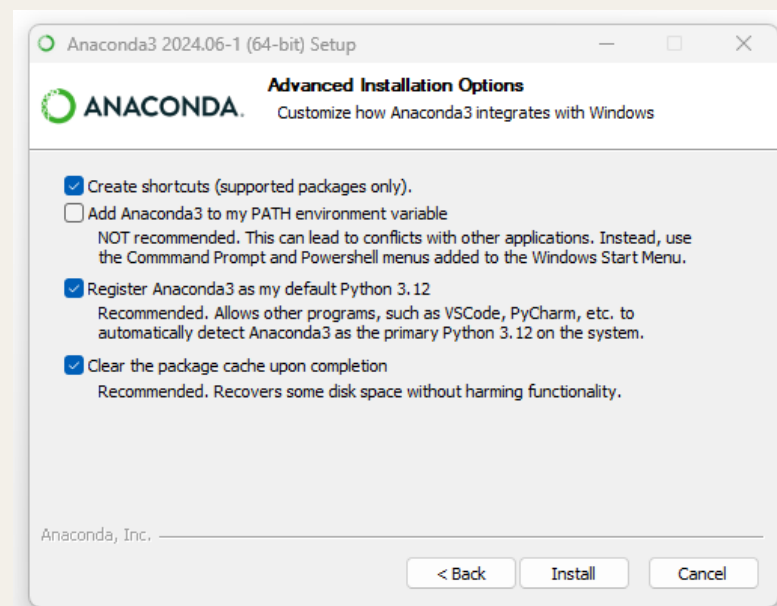 Anaconda3 2024.06-1 (64-bit) Setup
ANACONDA.
Advanced Installation Options
Customize how Anaconda3 integrates with Windows
Create shortcuts (supported packages only).
Add Anaconda3 to my PATH environment variable
NOT recommended. This can lead to conflicts with other applications. Instead, use
the Commmand Prompt and Powershell menus added to the Windows Start Menu.
Register Anaconda3 as my default Python 3.12
Recommended. Allows other programs, such as VSCode, PyCharm, etc. to
automatically detect Anaconda3 as the primary Python 3.12 on the system.
Clear the package cache upon completion
Recommended. Recovers some disk space without harming functionality.
Anaconda, Inc.
< Back
Install
Cancel